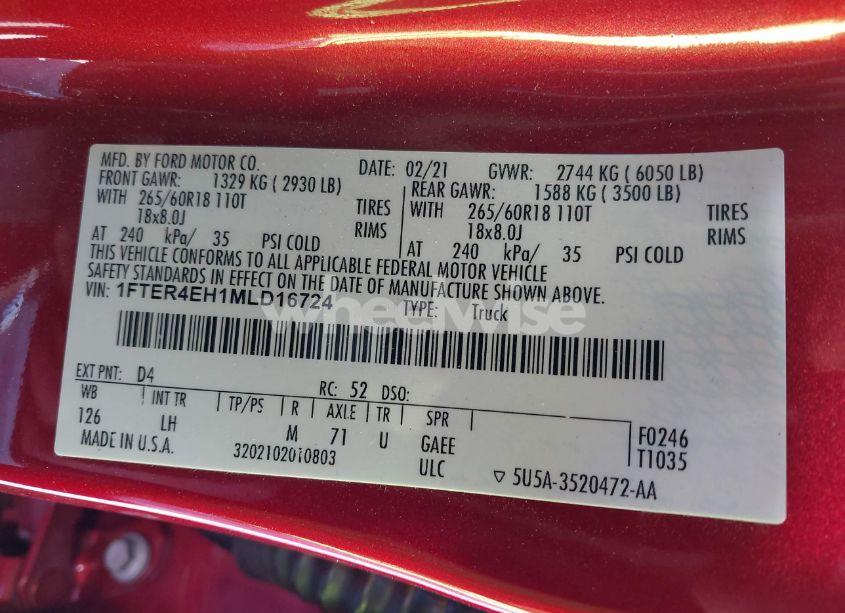 MFD. BY FORD MOTOR CO. DATE: 02/21 GVWR: 2744 KG ( 6050 LB)
FRONT GAWR: 1329 KG ( 2930 LB) REAR GAWR: 1588 KG ( 3500 LB)
WITH 265/60R18 110T TIRES WITH 265/60R18 110T TIRES
18x8.0J RIMS 18x8.0J RIMS
AT 240 kPa/ 35 PSI COLD AT 240 kPa/ 35 PSI COLD
THIS VEHICLE CONFORMS TO ALL APPLICABLE FEDERAL MOTOR VEHICLE
SAFETY STANDARDS IN EFFECT ON THE DATE OF MANUFACTURE SHOWN ABOVE.
VIN: 1FTER4EH1MLD16724 TYPE: Truck
wheelwise
EXT PNT: D4 RC: 52 DSO:
WB INT TR TP/PS R AXLE TR SPR
126 LH M 71 U GAEE F0246
MADE IN U.S.A. 3202102010803 ULC T1035
5U5A-3520472-AA